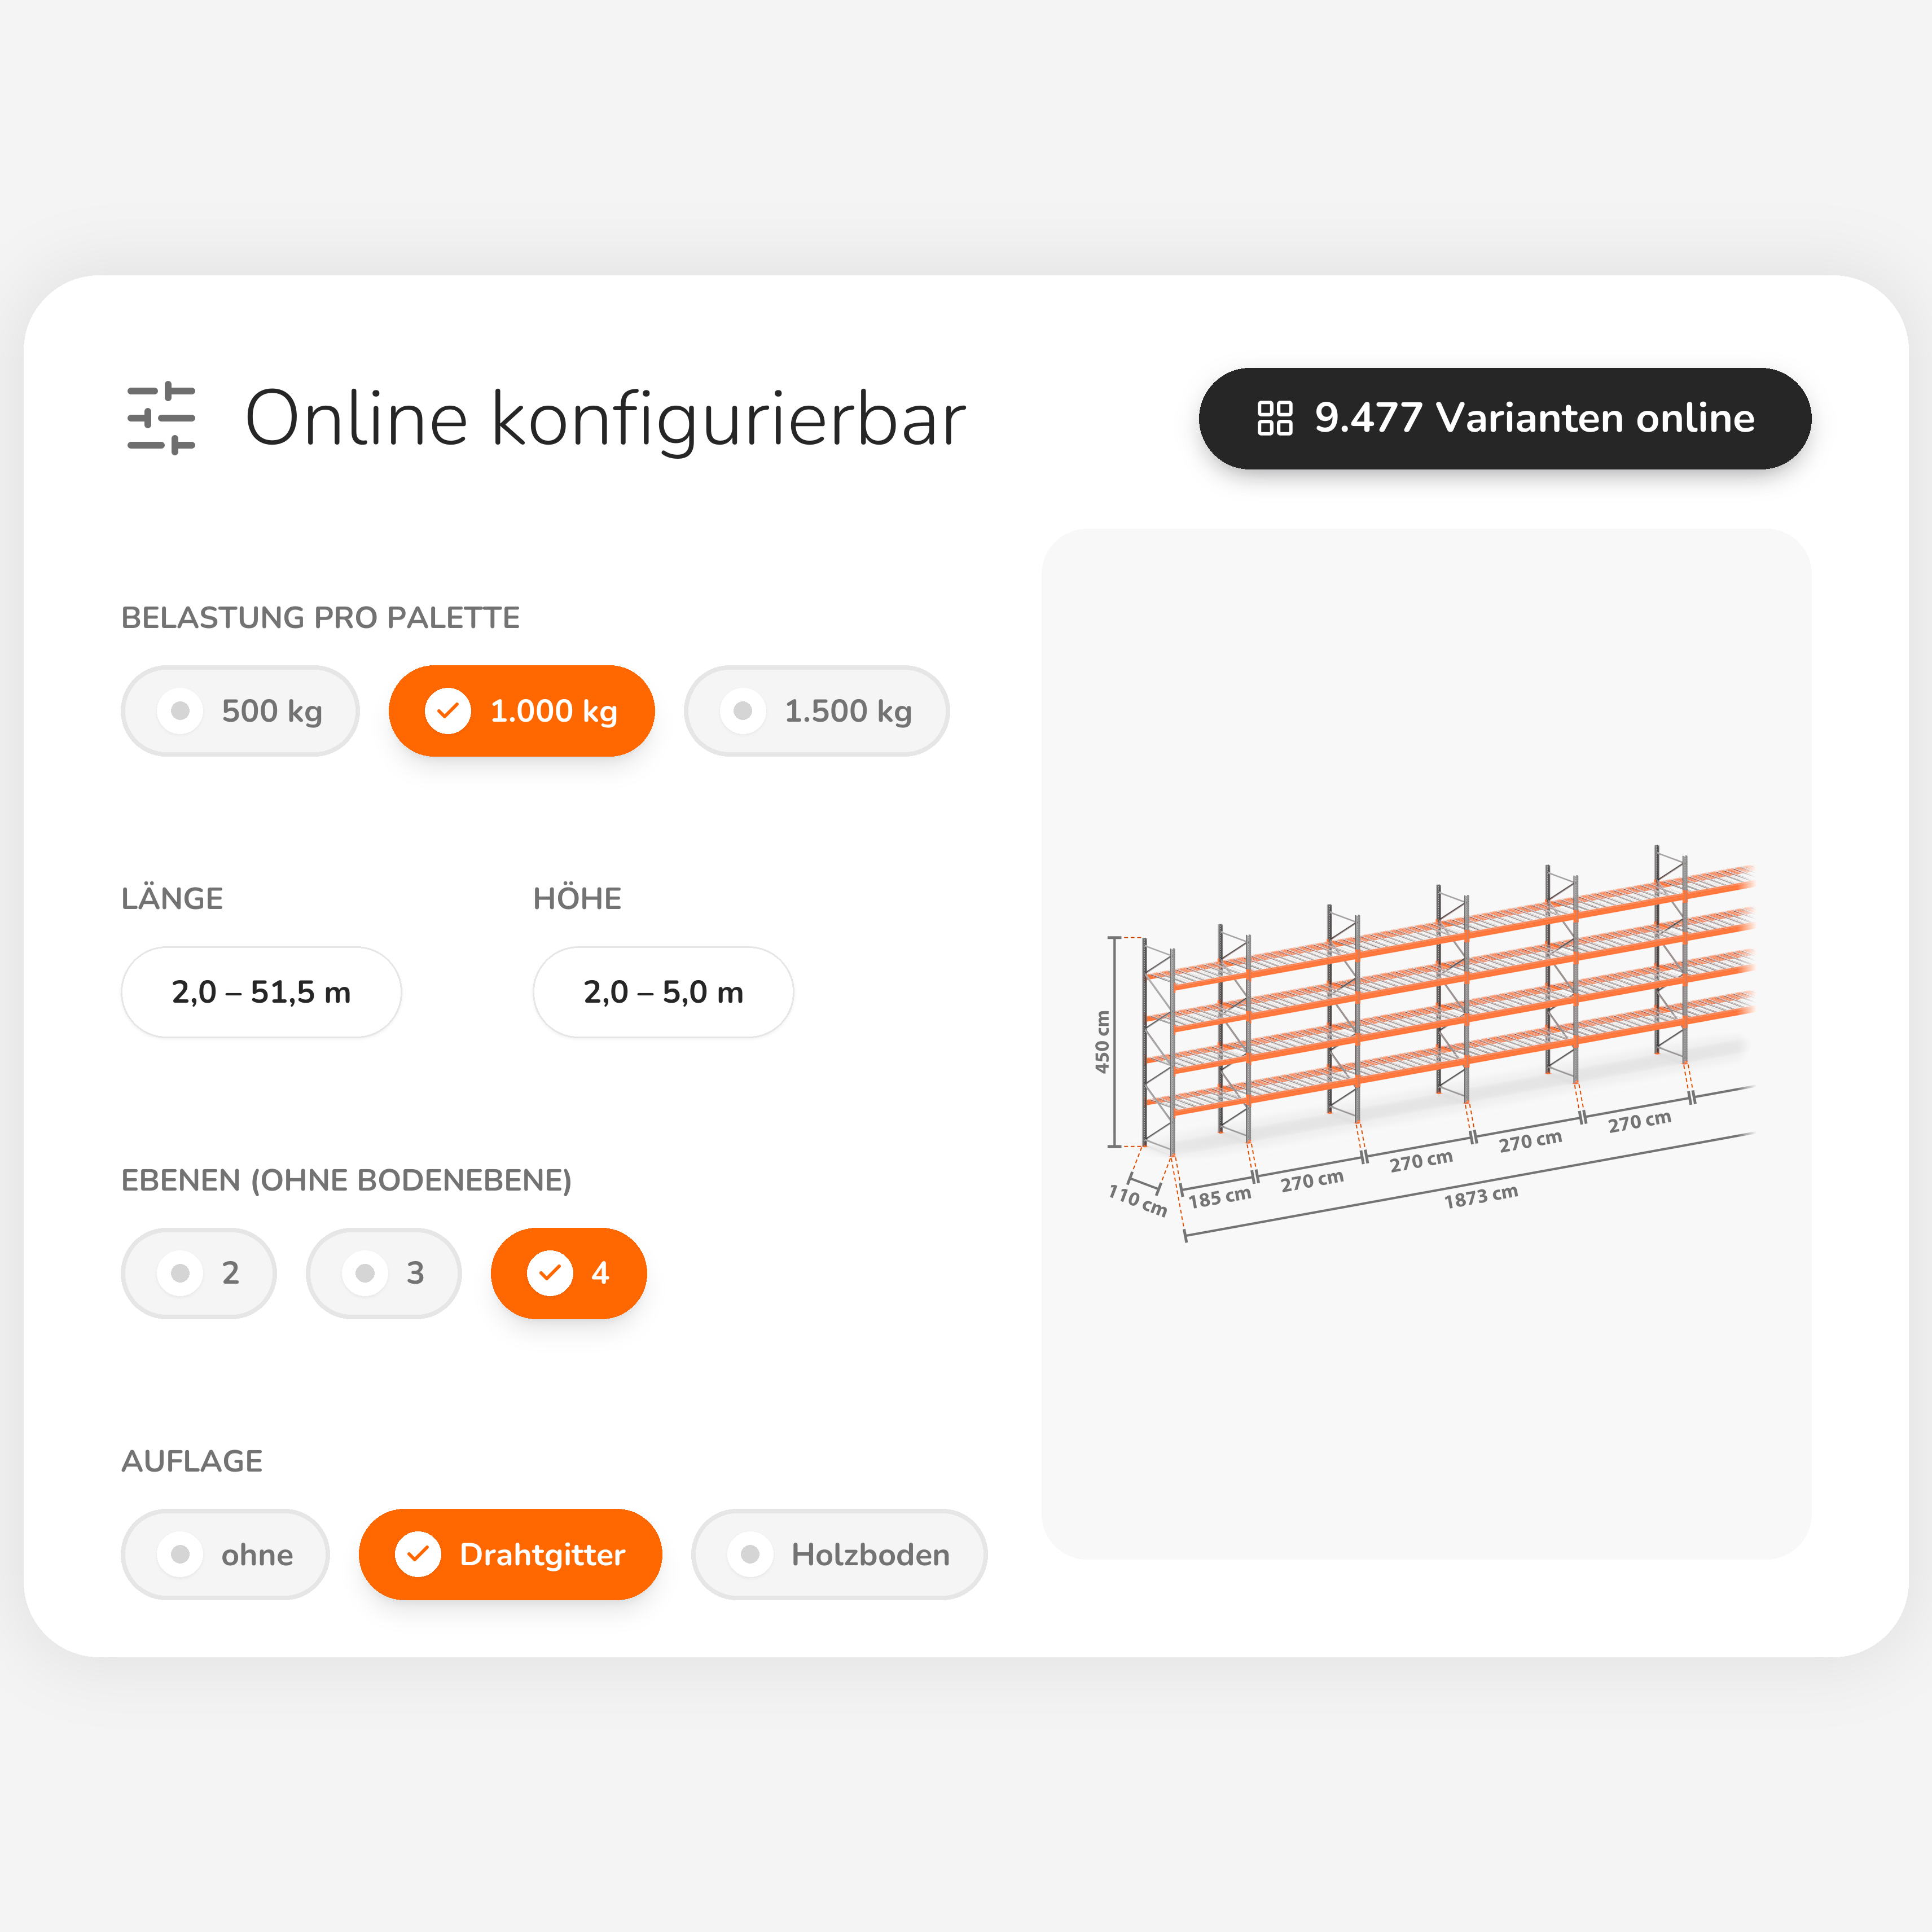 Online konfigurierbar
9.477 Varianten online
BELASTUNG PRO PALETTE
500 kg
1.000 kg
1.500 kg
LÄNGE
HÖHE
2,0 – 51,5 m
2,0 – 5,0 m
EBENEN (OHNE BODENEBENE)
2
3
4
AUFLAGE
ohne
Drahtgitter
Holzboden
450 cm
110 cm
185 cm
270 cm
270 cm
270 cm
270 cm
1873 cm